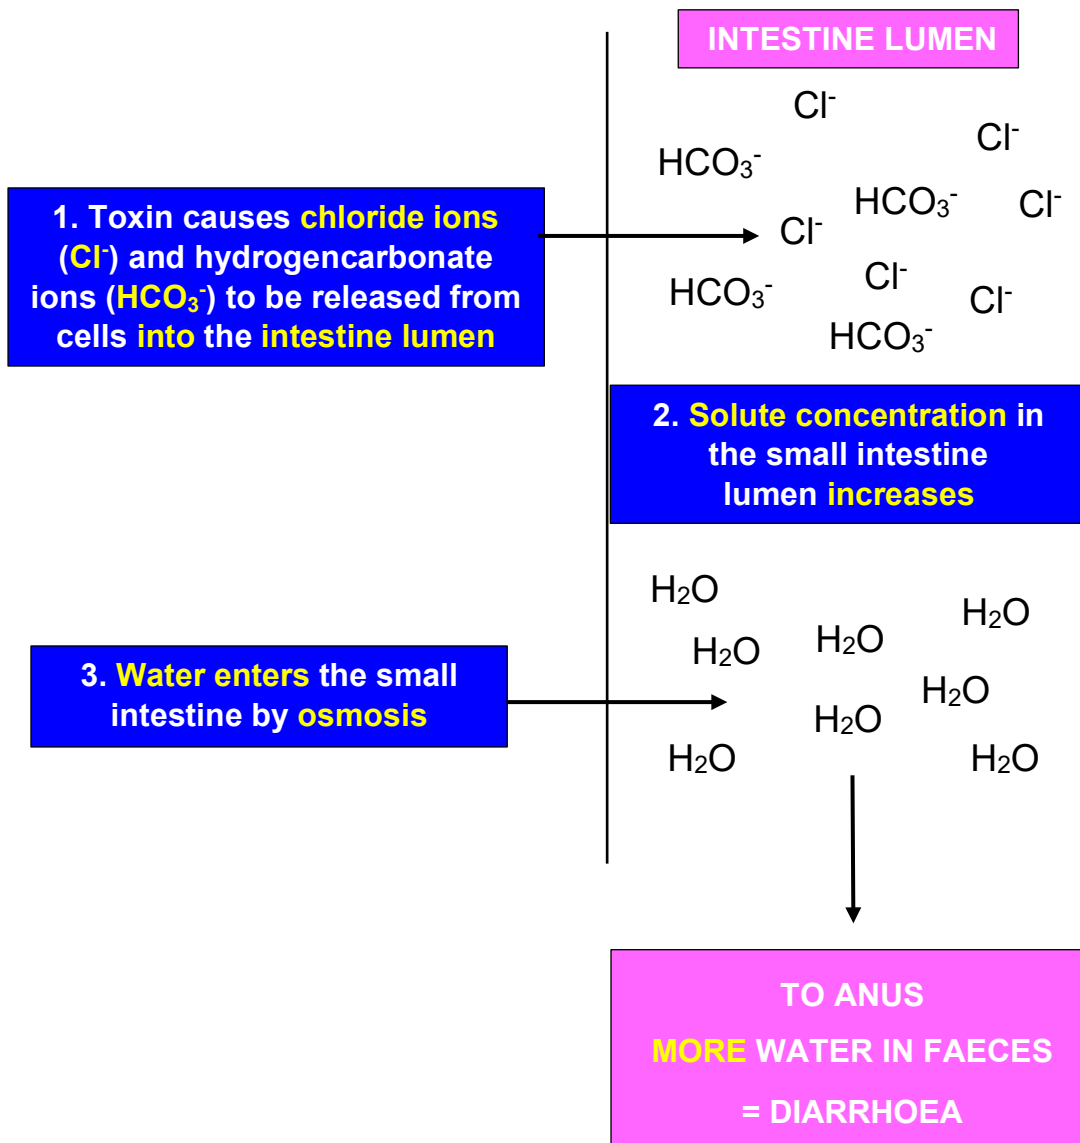 INTESTINE LUMEN
Cl⁻
Cl⁻
HCO₃⁻
HCO₃⁻
Cl⁻
Cl⁻
1. Toxin causes chloride ions
(Cl⁻) and hydrogencarbonate
ions (HCO₃⁻) to be released from
cells into the intestine lumen
Cl⁻
HCO₃⁻
Cl⁻
HCO₃⁻
2. Solute concentration in
the small intestine
lumen increases
H₂O
H₂O
H₂O
H₂O
3. Water enters the small
intestine by osmosis
H₂O
H₂O
H₂O
H₂O
TO ANUS
MORE WATER IN FAECES
= DIARRHOEA